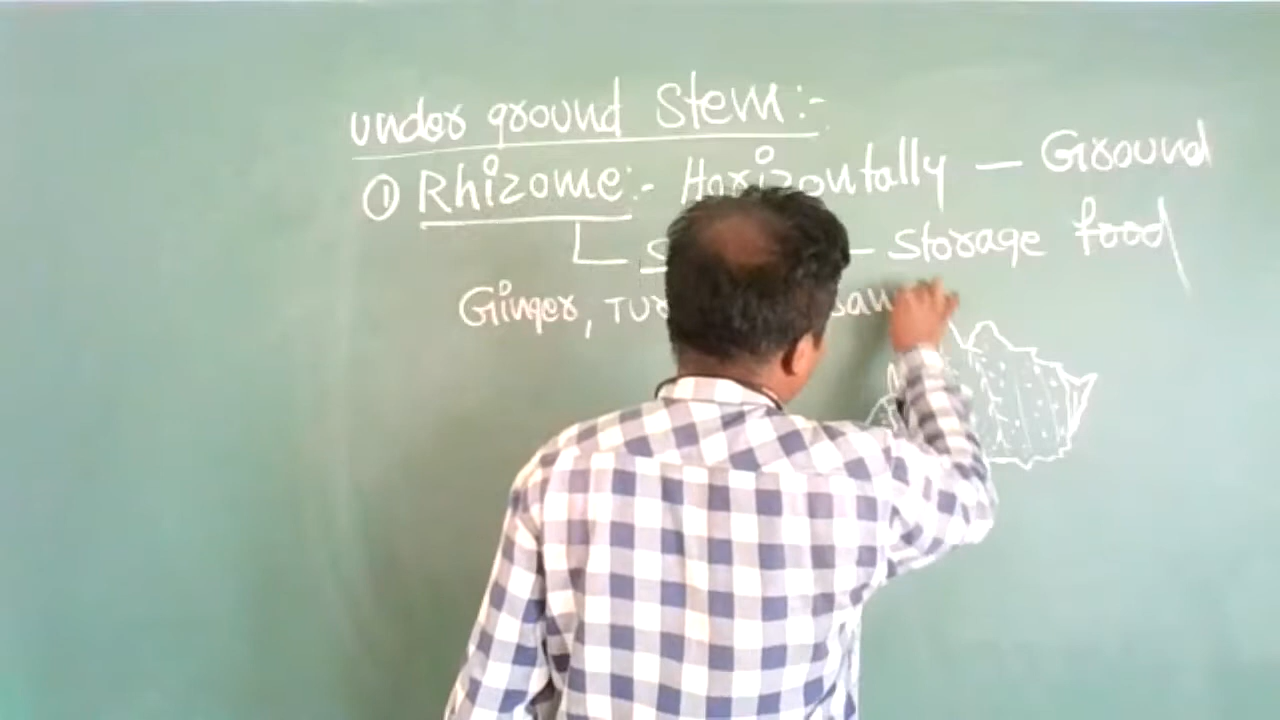 under ground Stem:-
① Rhizome:- Horizontally — Ground
— storage food
Ginger,